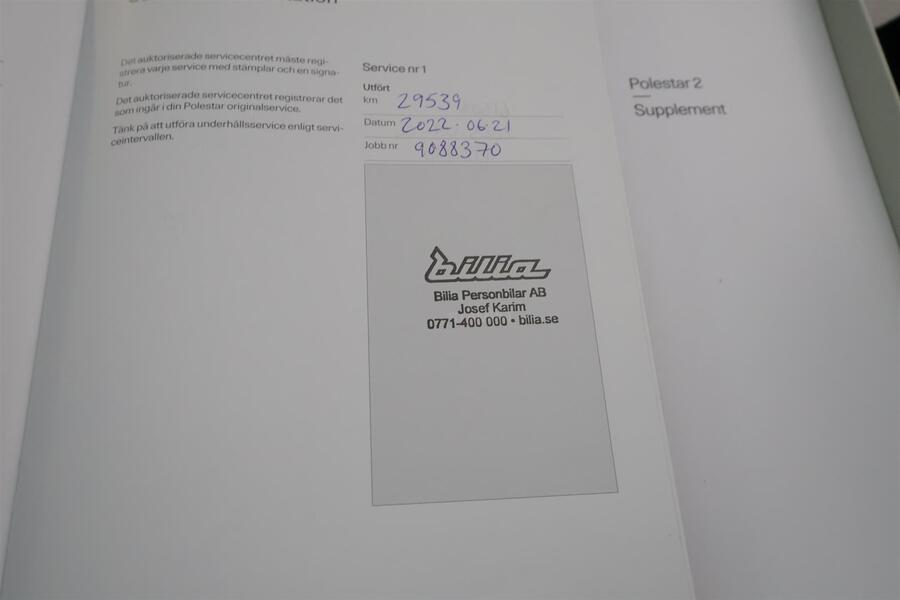 Det auktoriserade servicecentret måste regi-
strera varje service med stämplar och en signa-
tur.
Det auktoriserade servicecentret registrerar det
som ingår i din Polestar originalservice.
Tänk på att utföra underhållsservice enligt servi-
ceintervallen.
Service nr 1
Utfört
km 29539
Datum 2022-06-21
Jobb nr 9088370
bilia
Bilia Personbilar AB
Josef Karim
0771-400 000 • bilia.se
Polestar 2
Supplement